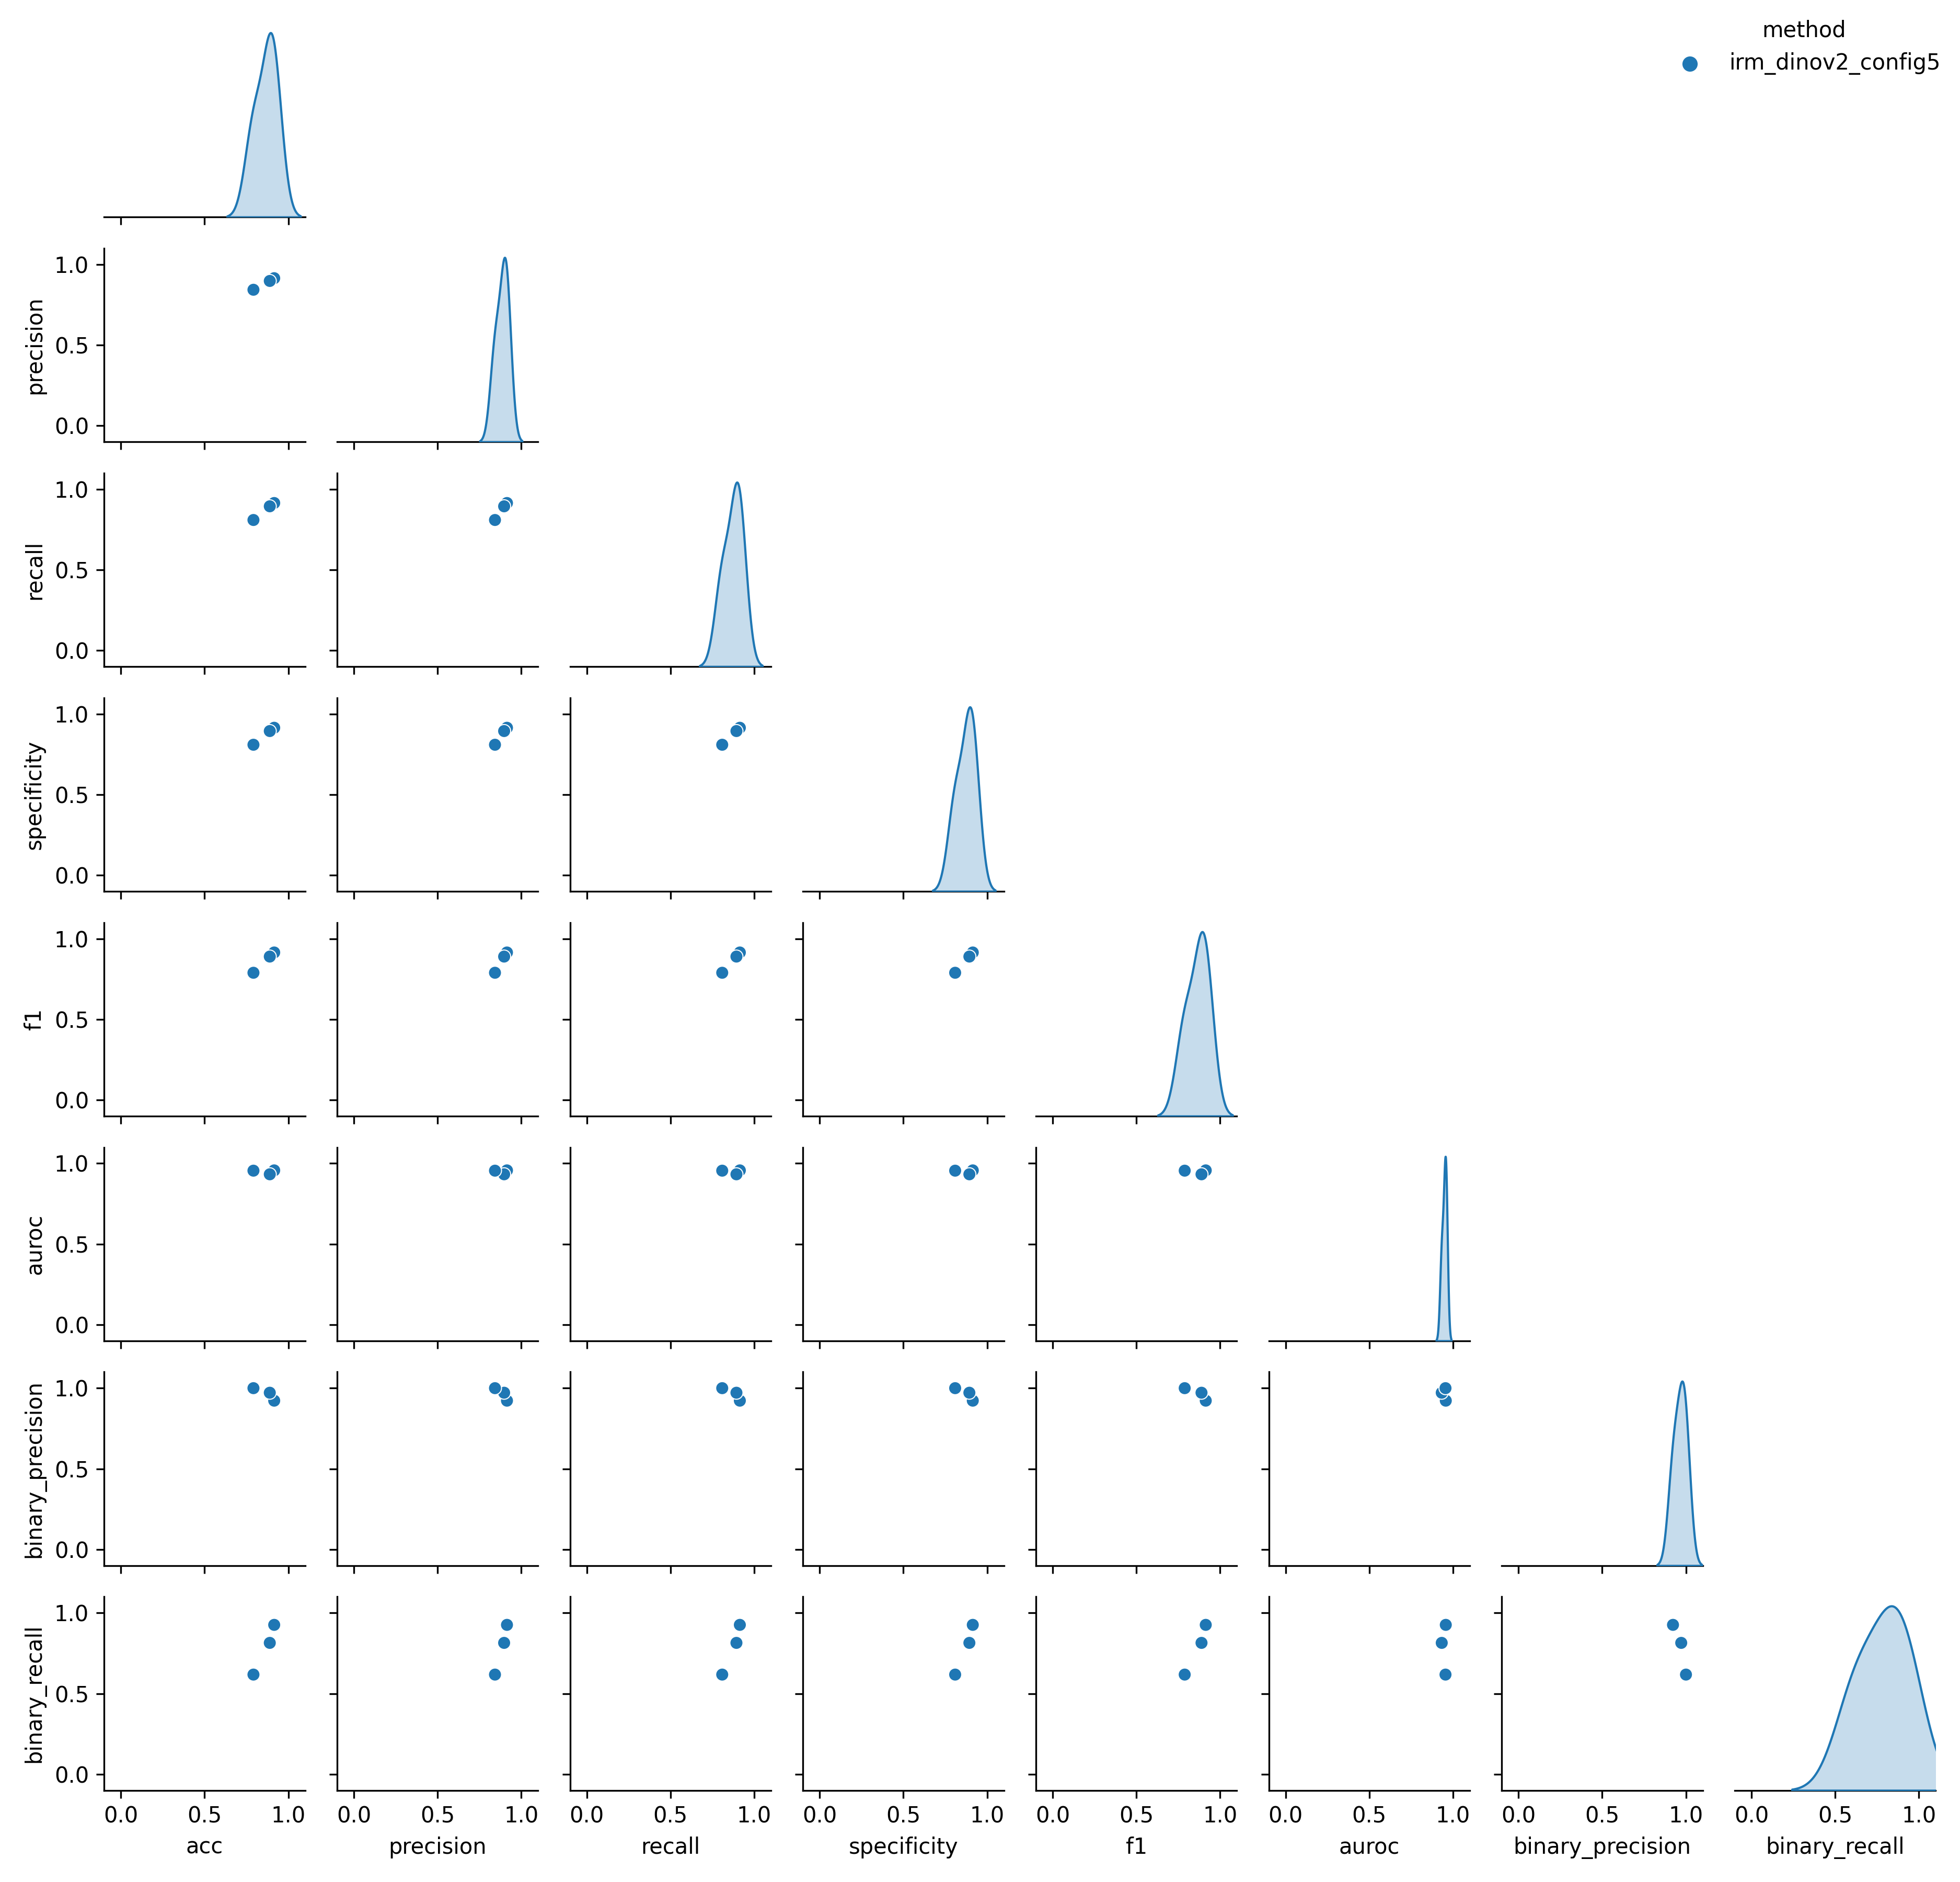 method
irm_dinov2_config5
1.0
precision
0.5
0.0
1.0
recall
0.5
0.0
1.0
specificity
0.5
0.0
1.0
f1
0.5
0.0
1.0
auroc
0.5
0.0
1.0
binary_precision
0.5
0.0
1.0
binary_recall
0.5
0.0
0.0 0.5 1.0 0.0 0.5 1.0 0.0 0.5 1.0 0.0 0.5 1.0 0.0 0.5 1.0 0.0 0.5 1.0 0.0 0.5 1.0 0.0 0.5 1.0
acc precision recall specificity f1 auroc binary_precision binary_recall